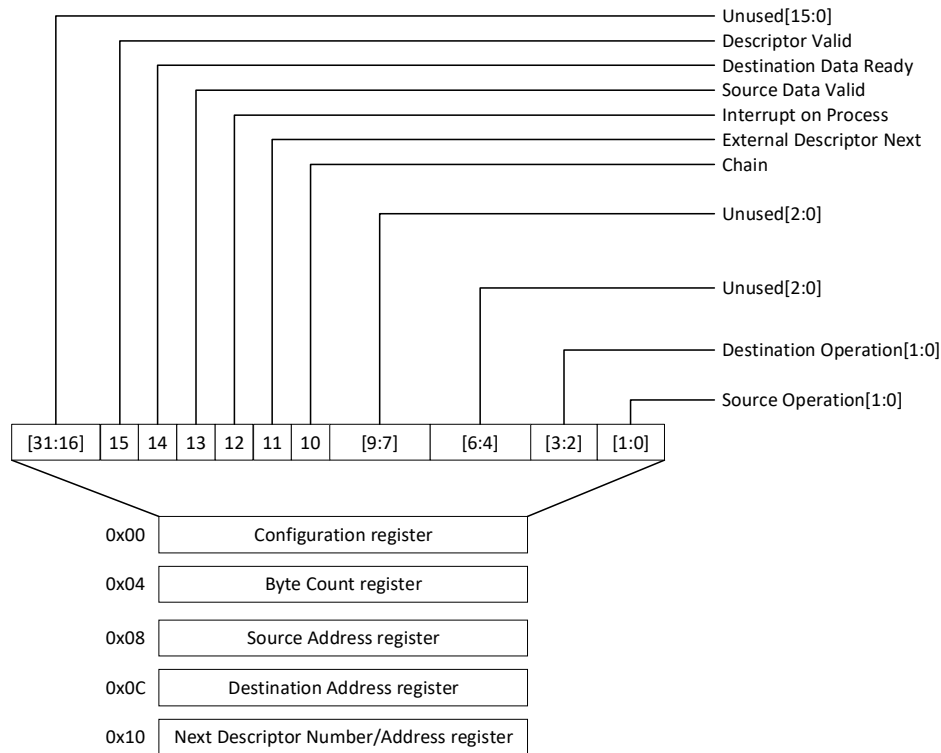 Unused[15:0]
Descriptor Valid
Destination Data Ready
Source Data Valid
Interrupt on Process
External Descriptor Next
Chain
Unused[2:0]
Unused[2:0]
Destination Operation[1:0]
Source Operation[1:0]
[31:16] 15 14 13 12 11 10 [9:7] [6:4] [3:2] [1:0]
0x00 Configuration register
0x04 Byte Count register
0x08 Source Address register
0x0C Destination Address register
0x10 Next Descriptor Number/Address register